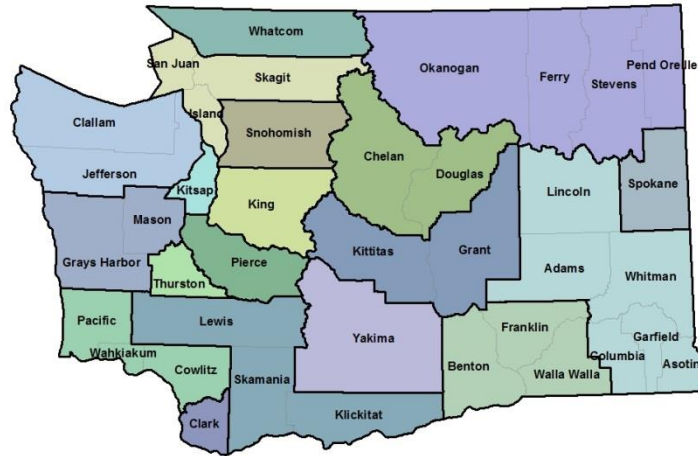 Whatcom
San Juan
Skagit
Okanogan
Ferry
Stevens
Pend Oreille
Island
Clallam
Snohomish
Chelan
Douglas
Jefferson
Kitsap
King
Lincoln
Spokane
Mason
Grays Harbor
Kittitas
Grant
Pierce
Adams
Whitman
Thurston
Pacific
Lewis
Yakima
Franklin
Garfield
Wahkiakum
Columbia
Asotin
Cowlitz
Skamania
Benton
Walla Walla
Clark
Klickitat